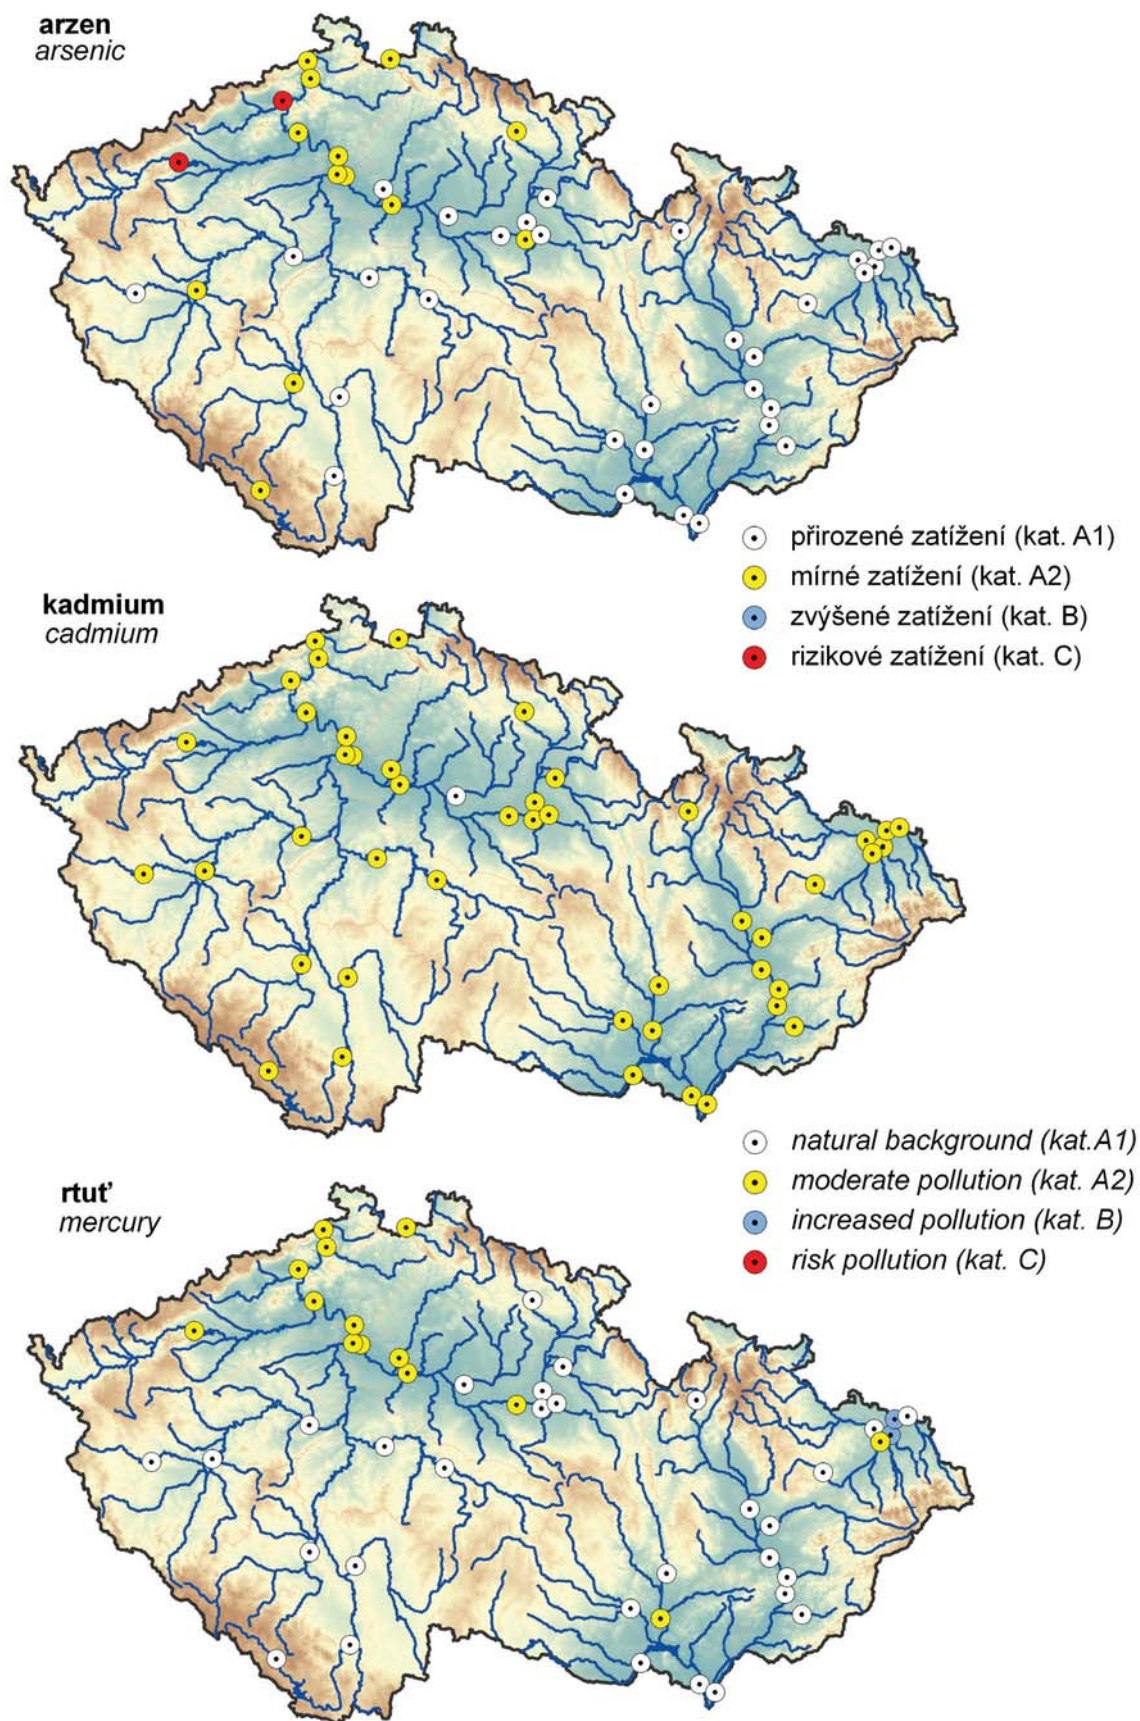 arzen
arsenic
přirozené zatížení (kat. A1)
mírné zatížení (kat. A2)
zvýšené zatížení (kat. B)
rizikové zatížení (kat. C)
kadmium
cadmium
natural background (kat.A1)
moderate pollution (kat. A2)
increased pollution (kat. B)
risk pollution (kat. C)
rtuť
mercury